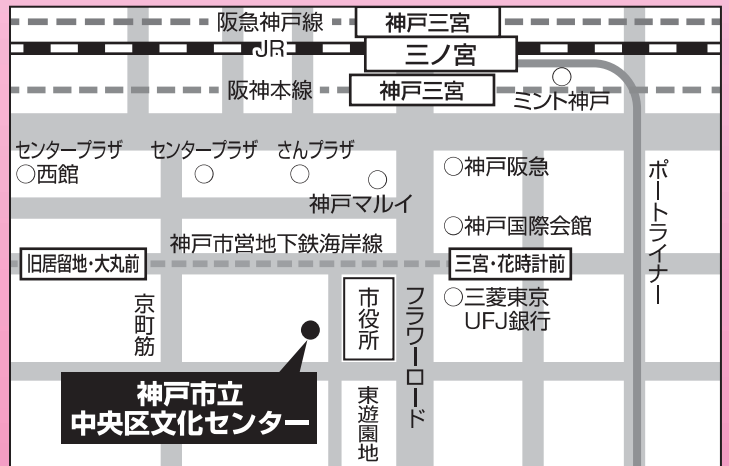 阪急神戸線
神戸三宮
JR
三ノ宮
阪神本線
神戸三宮
ミント神戸
センタープラザ
○西館
センタープラザ
○
さんプラザ
○
○
神戸マルイ
○神戸阪急
ポートライナー
○神戸国際会館
神戸市営地下鉄海岸線
旧居留地・大丸前
三宮・花時計前
京町筋
市役所
フラワーロード
○三菱東京
UFJ銀行
神戸市立
中央区文化センター
東遊園地